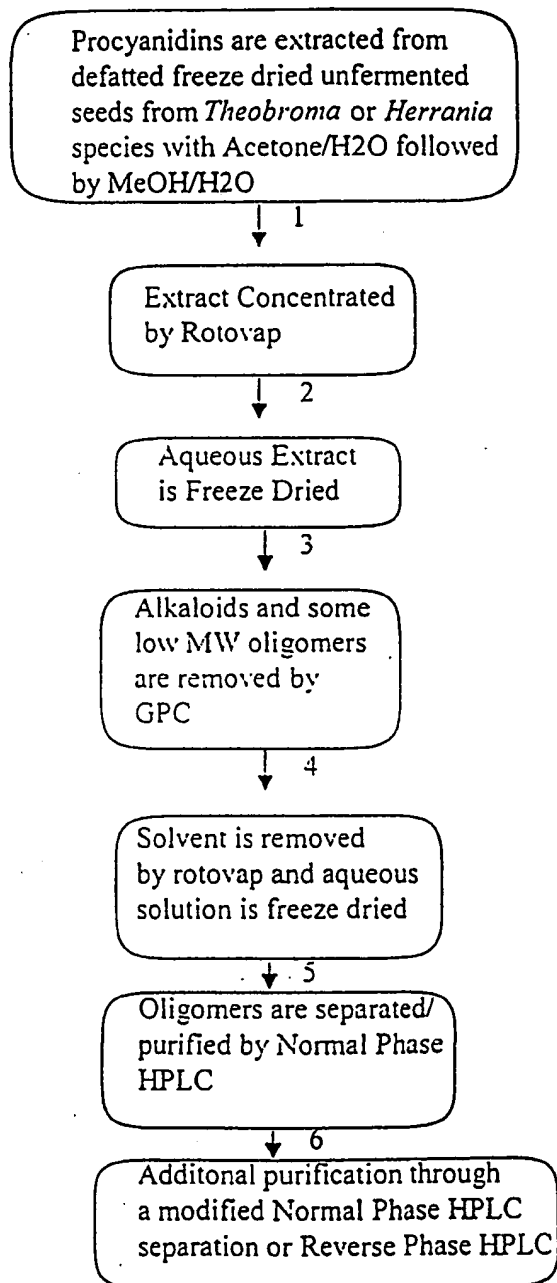 Procyanidins are extracted from
defatted freeze dried unfermented
seeds from Theobroma or Herrania
species with Acetone/H2O followed
by MeOH/H2O
1
Extract Concentrated
by Rotovap
2
Aqueous Extract
is Freeze Dried
3
Alkaloids and some
low MW oligomers
are removed by
GPC
4
Solvent is removed
by rotovap and aqueous
solution is freeze dried
5
Oligomers are separated/
purified by Normal Phase
HPLC
6
Additonal purification through
a modified Normal Phase HPLC
separation or Reverse Phase HPLC